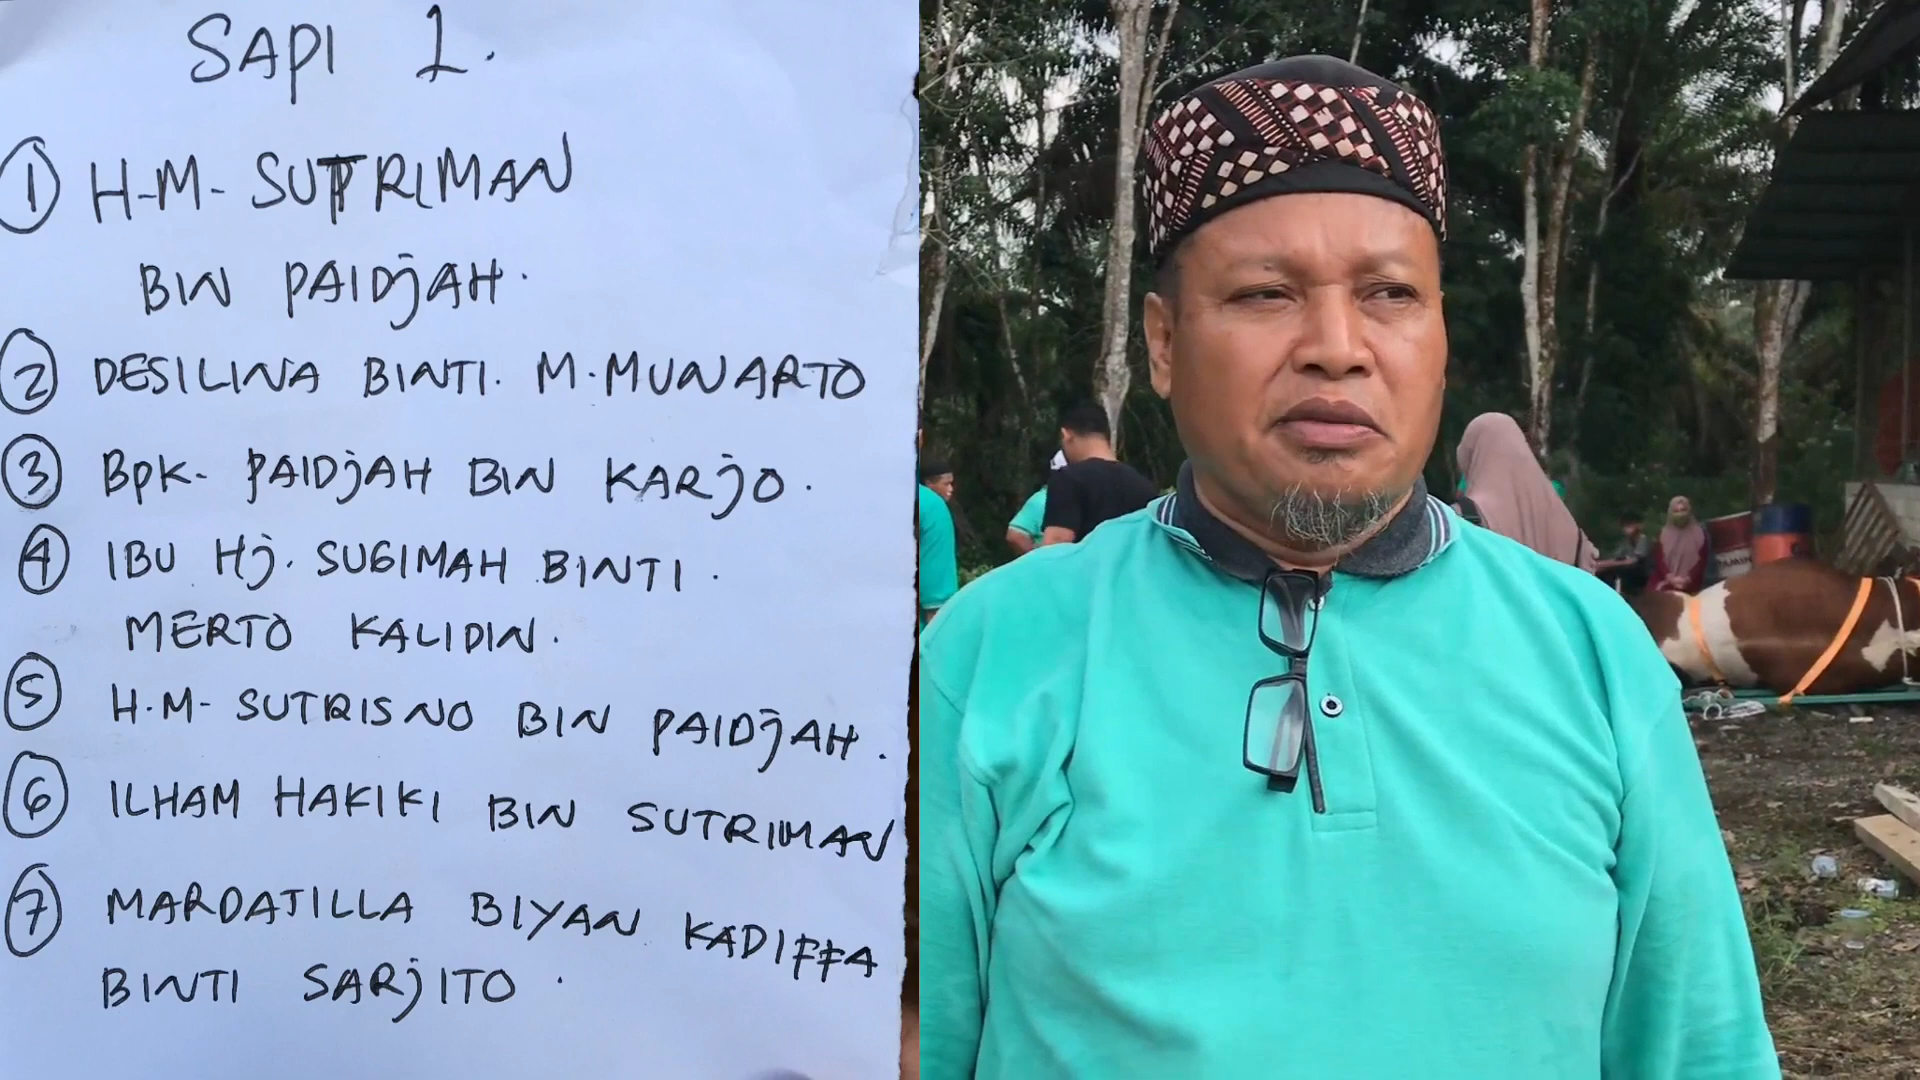 SAPI 1.
1 H-M- SUTRIMAN
BIN PAIDjAH.
2 DESILINA BINTI. M.MUNARTO
3 Bpk- PAIDjAH BIN KARjO.
4 IBU Hj. SUGIMAH BINTI.
MERTO KALIDIN.
5 H.M- SUTRISNO BIN PAIDjAH.
6 ILHAM HAKIKI BIN SUTRIMAN
7 MARDATILLA BIYAN KADIFFA
BINTI SARjITO.